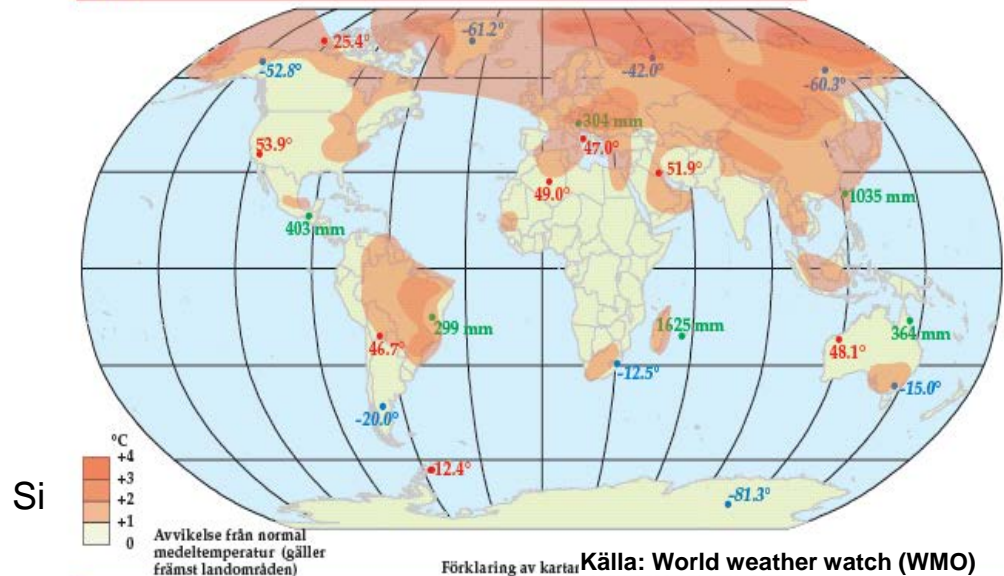 -61.2°
25.4°
-52.8°
-42.0°
-60.3°
304 mm
53.9°
47.0°
51.9°
49.0°
1035 mm
403 mm
299 mm
1625 mm
364 mm
46.7°
48.1°
-12.5°
-15.0°
-20.0°
12.4°
-81.3°
°C
+4
+3
+2
+1
0
Si
Avvikelse från normal
medeltemperatur (gäller
främst landområden)
Förklaring av kartan
Källa: World weather watch (WMO)